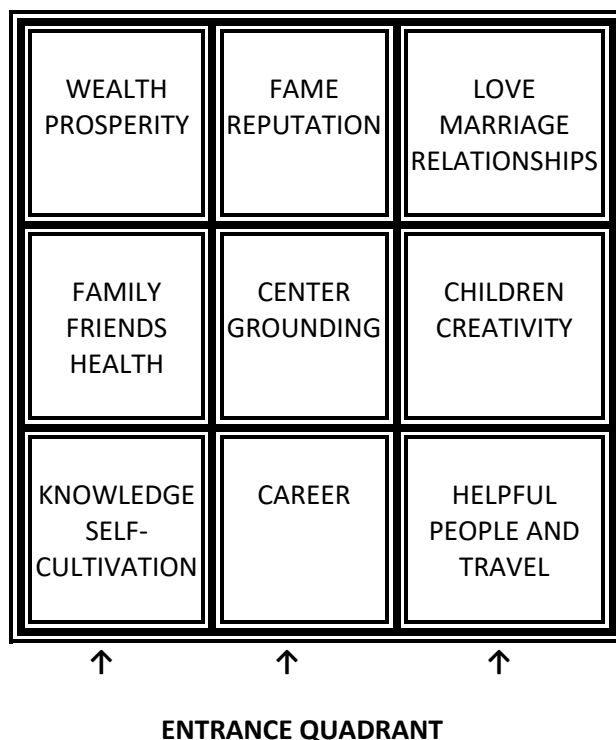 WEALTH
PROSPERITY
FAME
REPUTATION
LOVE
MARRIAGE
RELATIONSHIPS
FAMILY
FRIENDS
HEALTH
CENTER
GROUNDING
CHILDREN
CREATIVITY
KNOWLEDGE
SELF-
CULTIVATION
CAREER
HELPFUL
PEOPLE AND
TRAVEL
↑ ↑ ↑
ENTRANCE QUADRANT